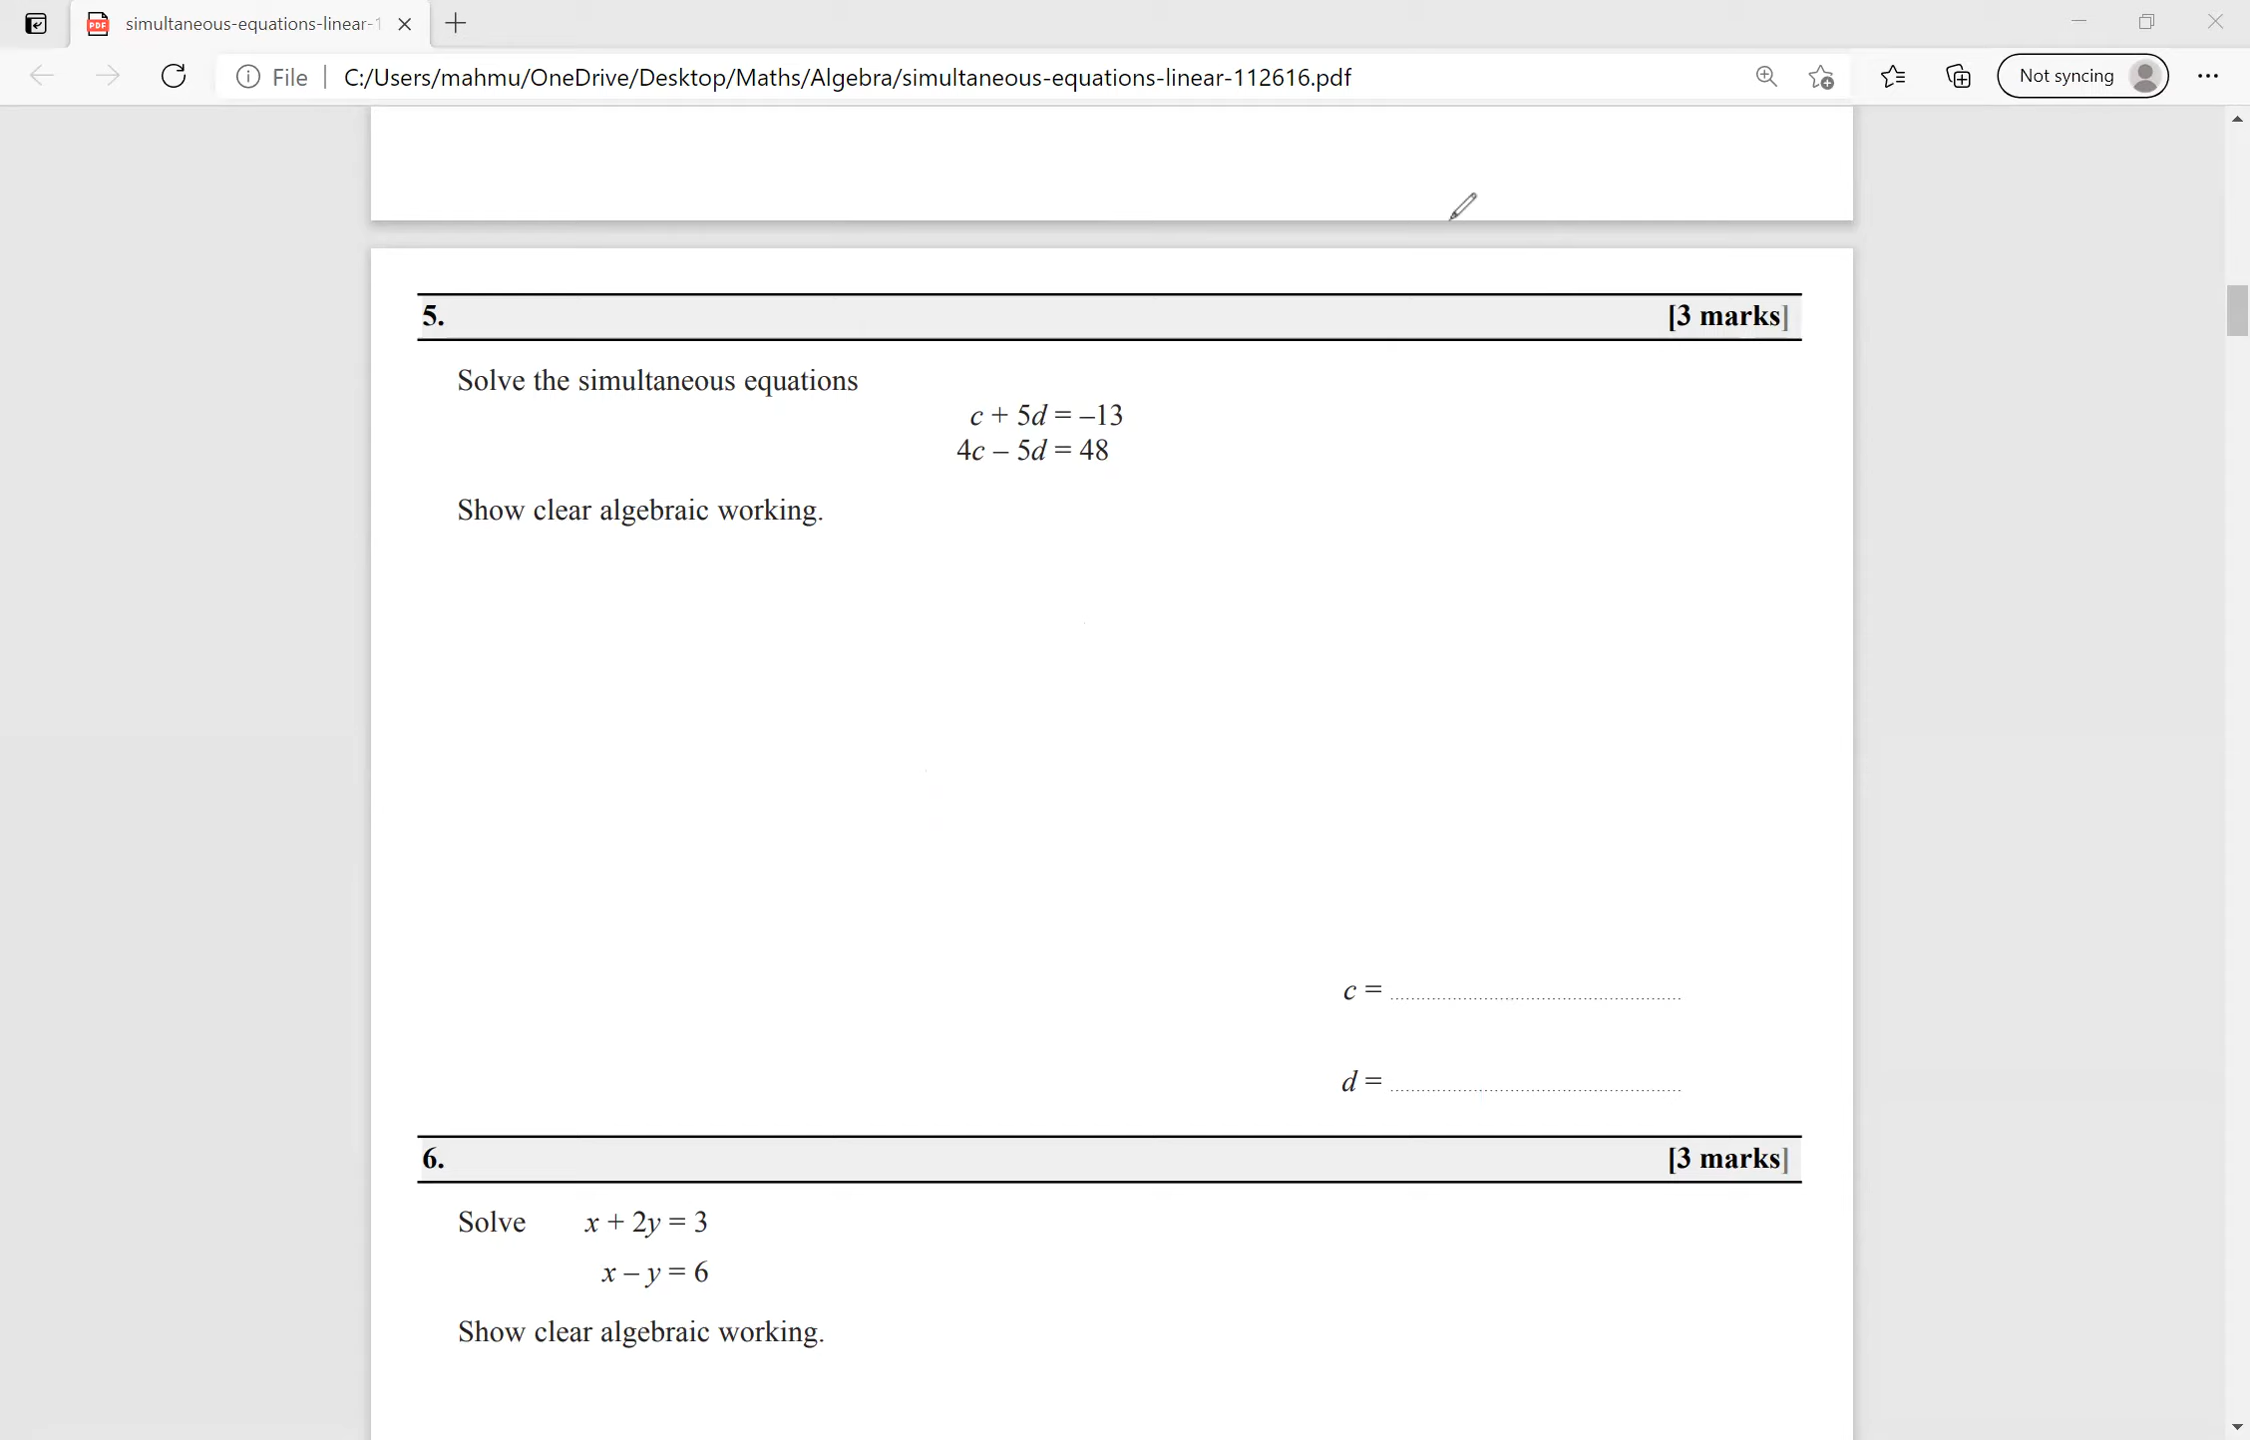 simultaneous-equations-linear-1
File
C:/Users/mahmu/OneDrive/Desktop/Maths/Algebra/simultaneous-equations-linear-112616.pdf
Not syncing
5. [3 marks]
Solve the simultaneous equations
c + 5d = –13
4c – 5d = 48
Show clear algebraic working.
c = ........................................................
d = ........................................................
6. [3 marks]
Solve x + 2y = 3
x – y = 6
Show clear algebraic working.